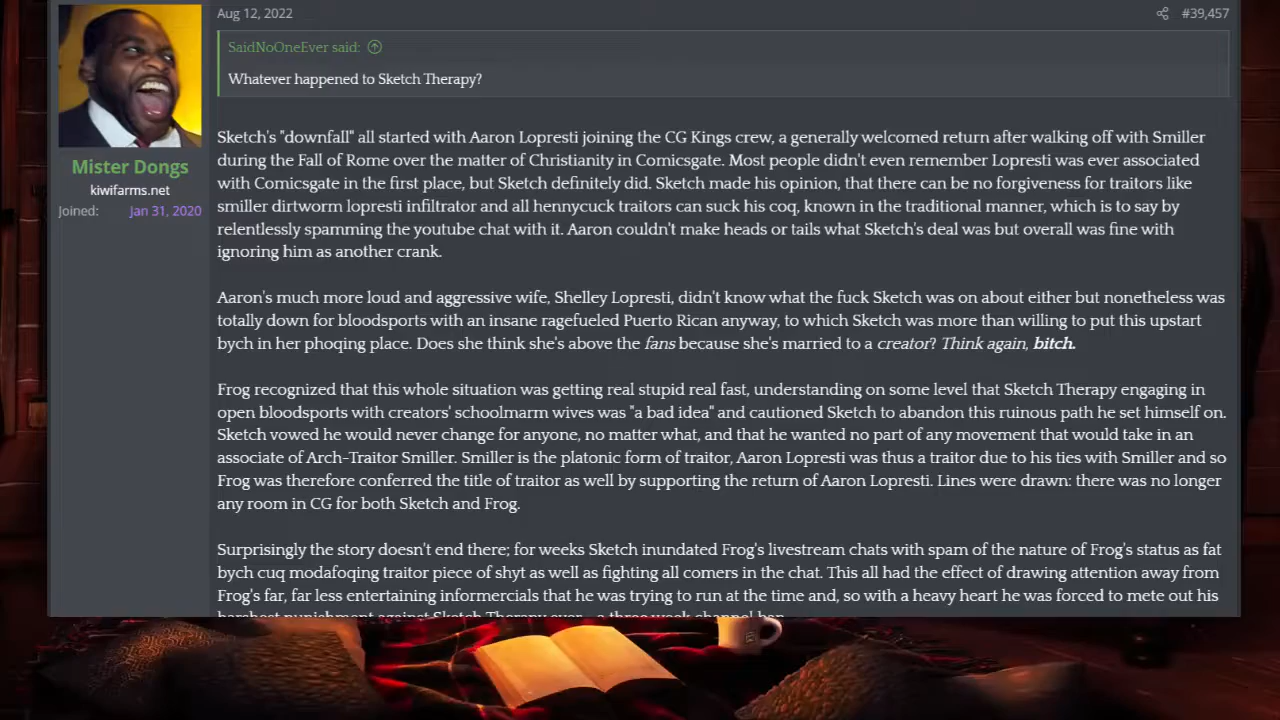 Aug 12, 2022
#39,457
SaidNoOneEver said:
Whatever happened to Sketch Therapy?
Mister Dongs
kiwifarms.net
Joined: Jan 31, 2020
Sketch's "downfall" all started with Aaron Lopresti joining the CG Kings crew, a generally welcomed return after walking off with Smiller
during the Fall of Rome over the matter of Christianity in Comicsgate. Most people didn't even remember Lopresti was ever associated
with Comicsgate in the first place, but Sketch definitely did. Sketch made his opinion, that there can be no forgiveness for traitors like
smiller dirtworm lopresti infiltrator and all hennycuck traitors can suck his coq, known in the traditional manner, which is to say by
relentlessly spamming the youtube chat with it. Aaron couldn't make heads or tails what Sketch's deal was but overall was fine with
ignoring him as another crank.
Aaron's much more loud and aggressive wife, Shelley Lopresti, didn't know what the fuck Sketch was on about either but nonetheless was
totally down for bloodsports with an insane ragefueled Puerto Rican anyway, to which Sketch was more than willing to put this upstart
bych in her phoqing place. Does she think she's above the fans because she's married to a creator? Think again, bitch.
Frog recognized that this whole situation was getting real stupid real fast, understanding on some level that Sketch Therapy engaging in
open bloodsports with creators' schoolmarm wives was "a bad idea" and cautioned Sketch to abandon this ruinous path he set himself on.
Sketch vowed he would never change for anyone, no matter what, and that he wanted no part of any movement that would take in an
associate of Arch-Traitor Smiller. Smiller is the platonic form of traitor, Aaron Lopresti was thus a traitor due to his ties with Smiller and so
Frog was therefore conferred the title of traitor as well by supporting the return of Aaron Lopresti. Lines were drawn: there was no longer
any room in CG for both Sketch and Frog.
Surprisingly the story doesn't end there; for weeks Sketch inundated Frog's livestream chats with spam of the nature of Frog's status as fat
bych cuq modafoqing traitor piece of shyt as well as fighting all comers in the chat. This all had the effect of drawing attention away from
Frog's far, far less entertaining informercials that he was trying to run at the time and, so with a heavy heart he was forced to mete out his
harshest punishment against Sketch Therapy ever - a three week channel ban